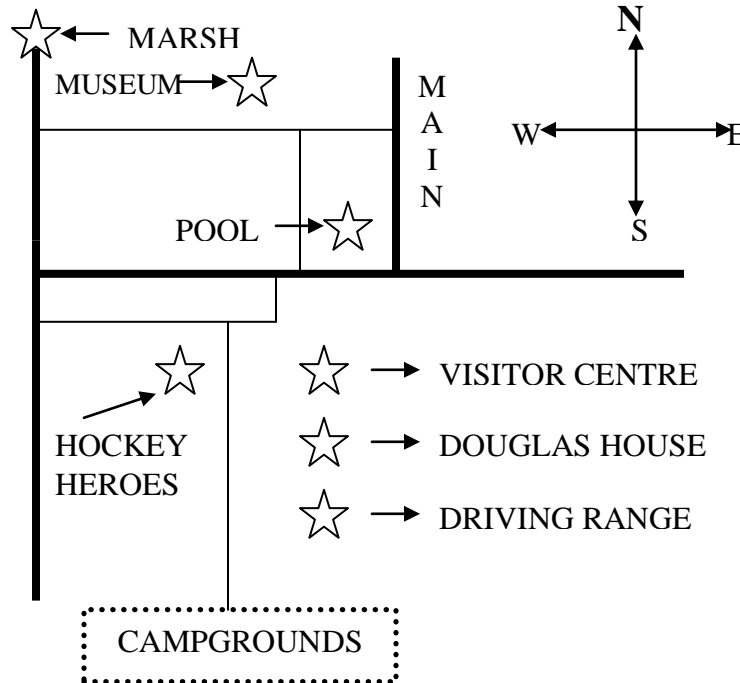 N
MARSH
MUSEUM
M
A
I
N
W
E
S
POOL
VISITOR CENTRE
HOCKEY
HEROES
DOUGLAS HOUSE
DRIVING RANGE
CAMPGROUNDS